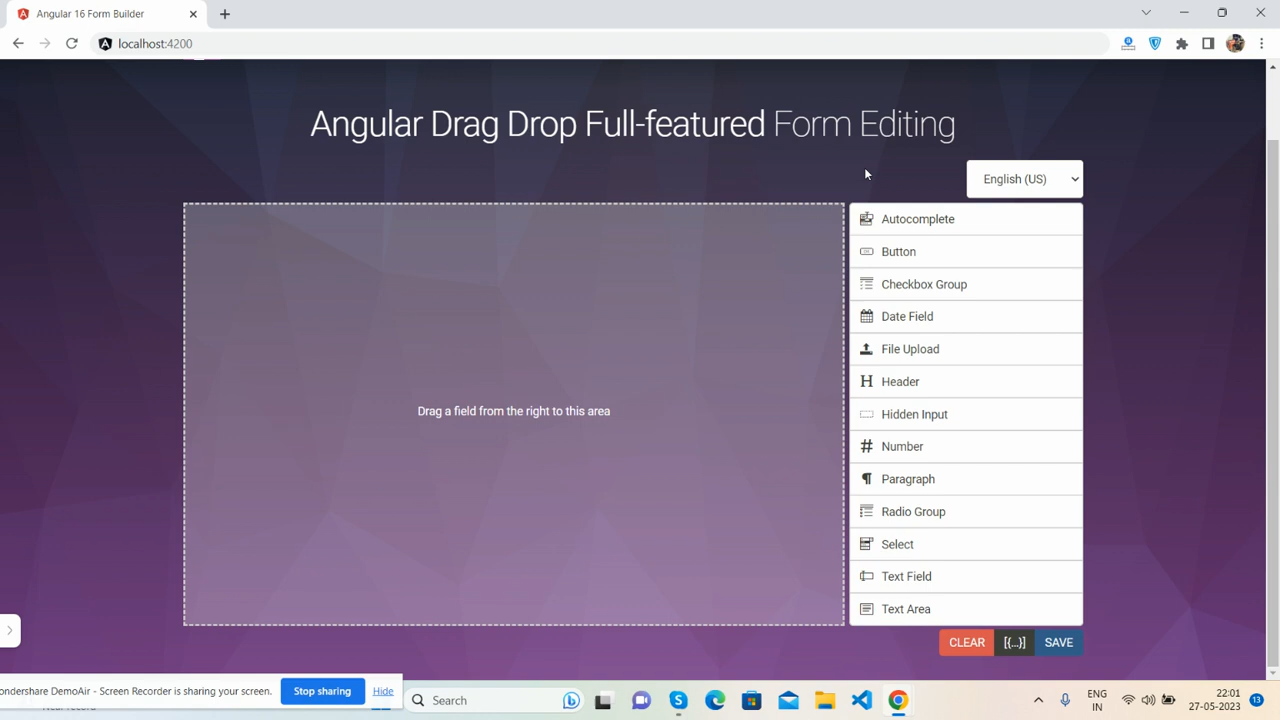 Angular 16 Form Builder
localhost:4200
Angular Drag Drop Full-featured Form Editing
English (US)
Autocomplete
Button
Checkbox Group
Date Field
File Upload
Header
Hidden Input
Number
Paragraph
Radio Group
Select
Text Field
Text Area
Drag a field from the right to this area
CLEAR [{...}] SAVE
ondershare DemoAir - Screen Recorder is sharing your screen. Stop sharing Hide
Search
ENG
IN
22:01
27-05-2023
13